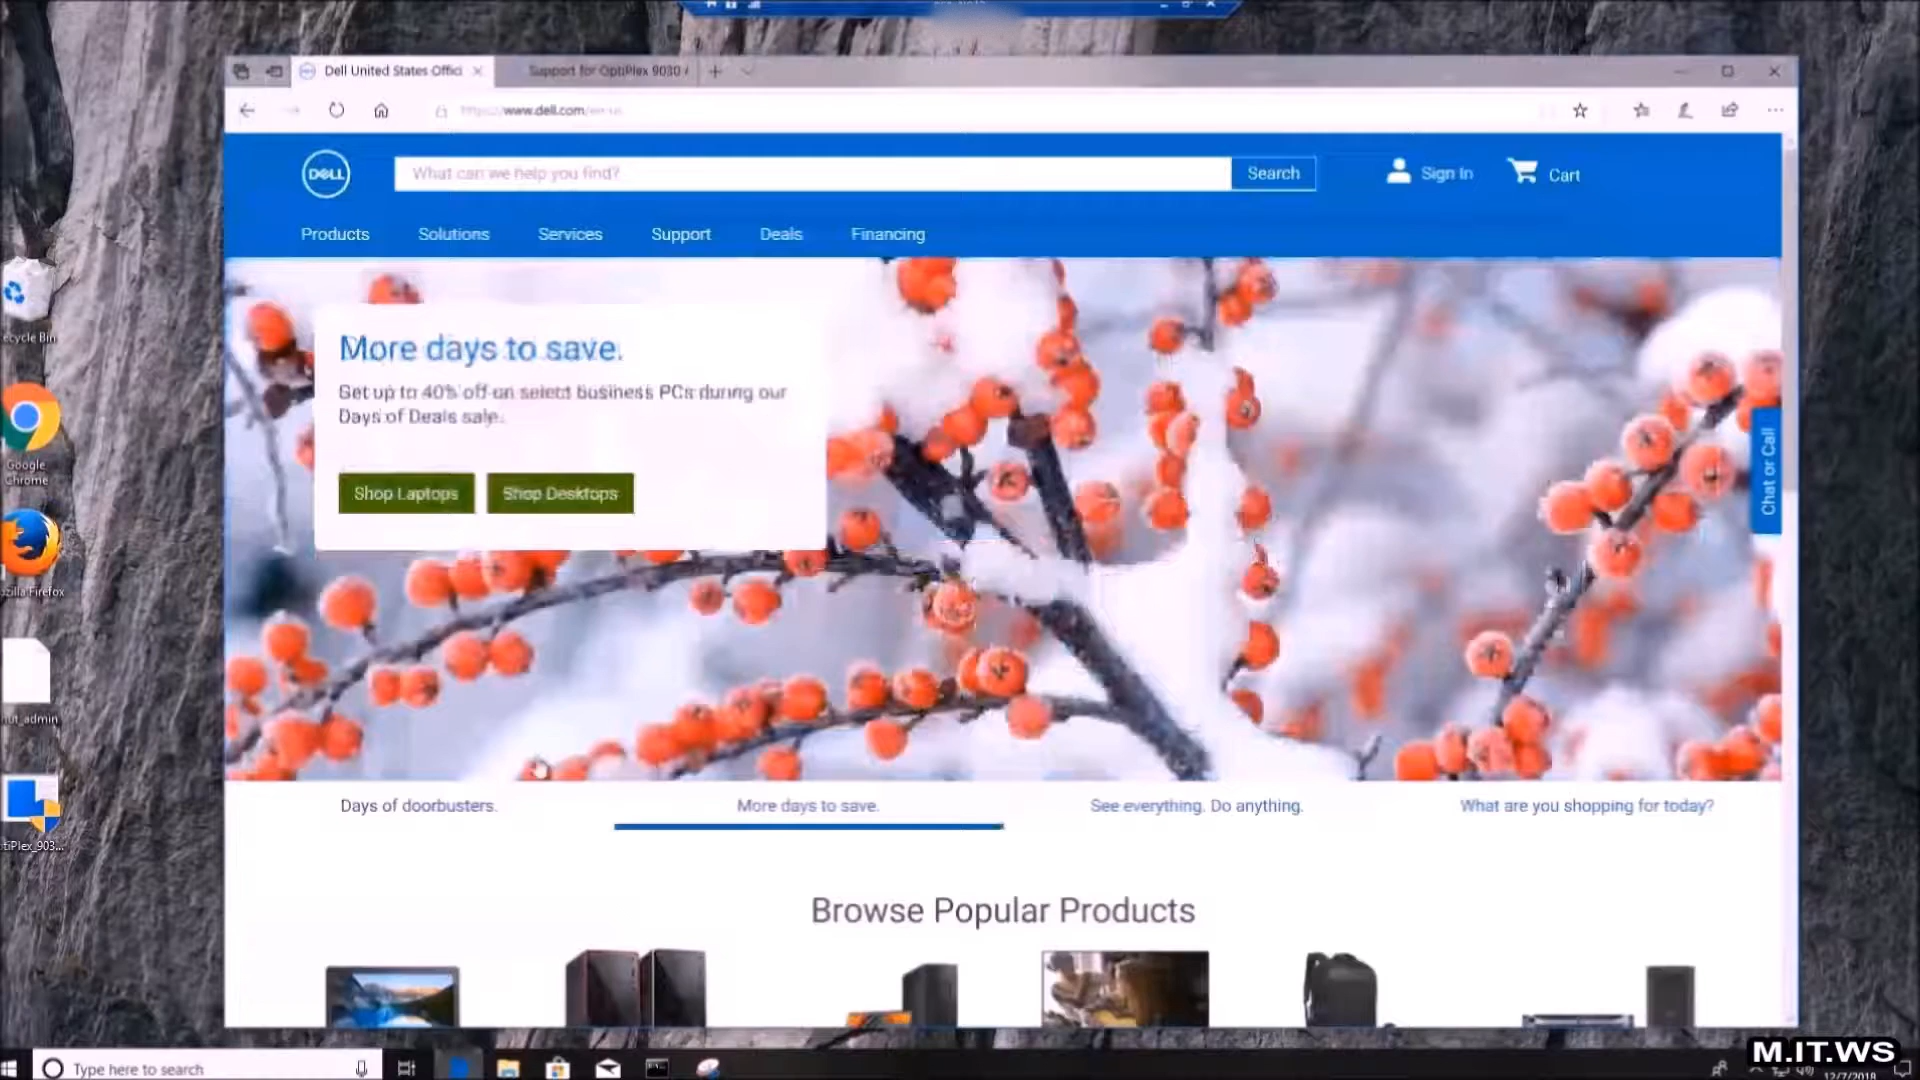 Dell United States Offici
Support for OptiPlex 9030 A
https://www.dell.com/en-us
DELL
What can we help you find?
Search
Sign In
Cart
Products
Solutions
Services
Support
Deals
Financing
More days to save.
Get up to 40% off on select business PCs during our
Days of Deals sale.
Shop Laptops
Shop Desktops
Chat or Call
Days of doorbusters.
More days to save.
See everything. Do anything.
What are you shopping for today?
Browse Popular Products
ecycle Bin
Google
Chrome
ozilla Firefox
nut_admin
tiPlex_903...
Type here to search
M.IT.WS
12/7/2018